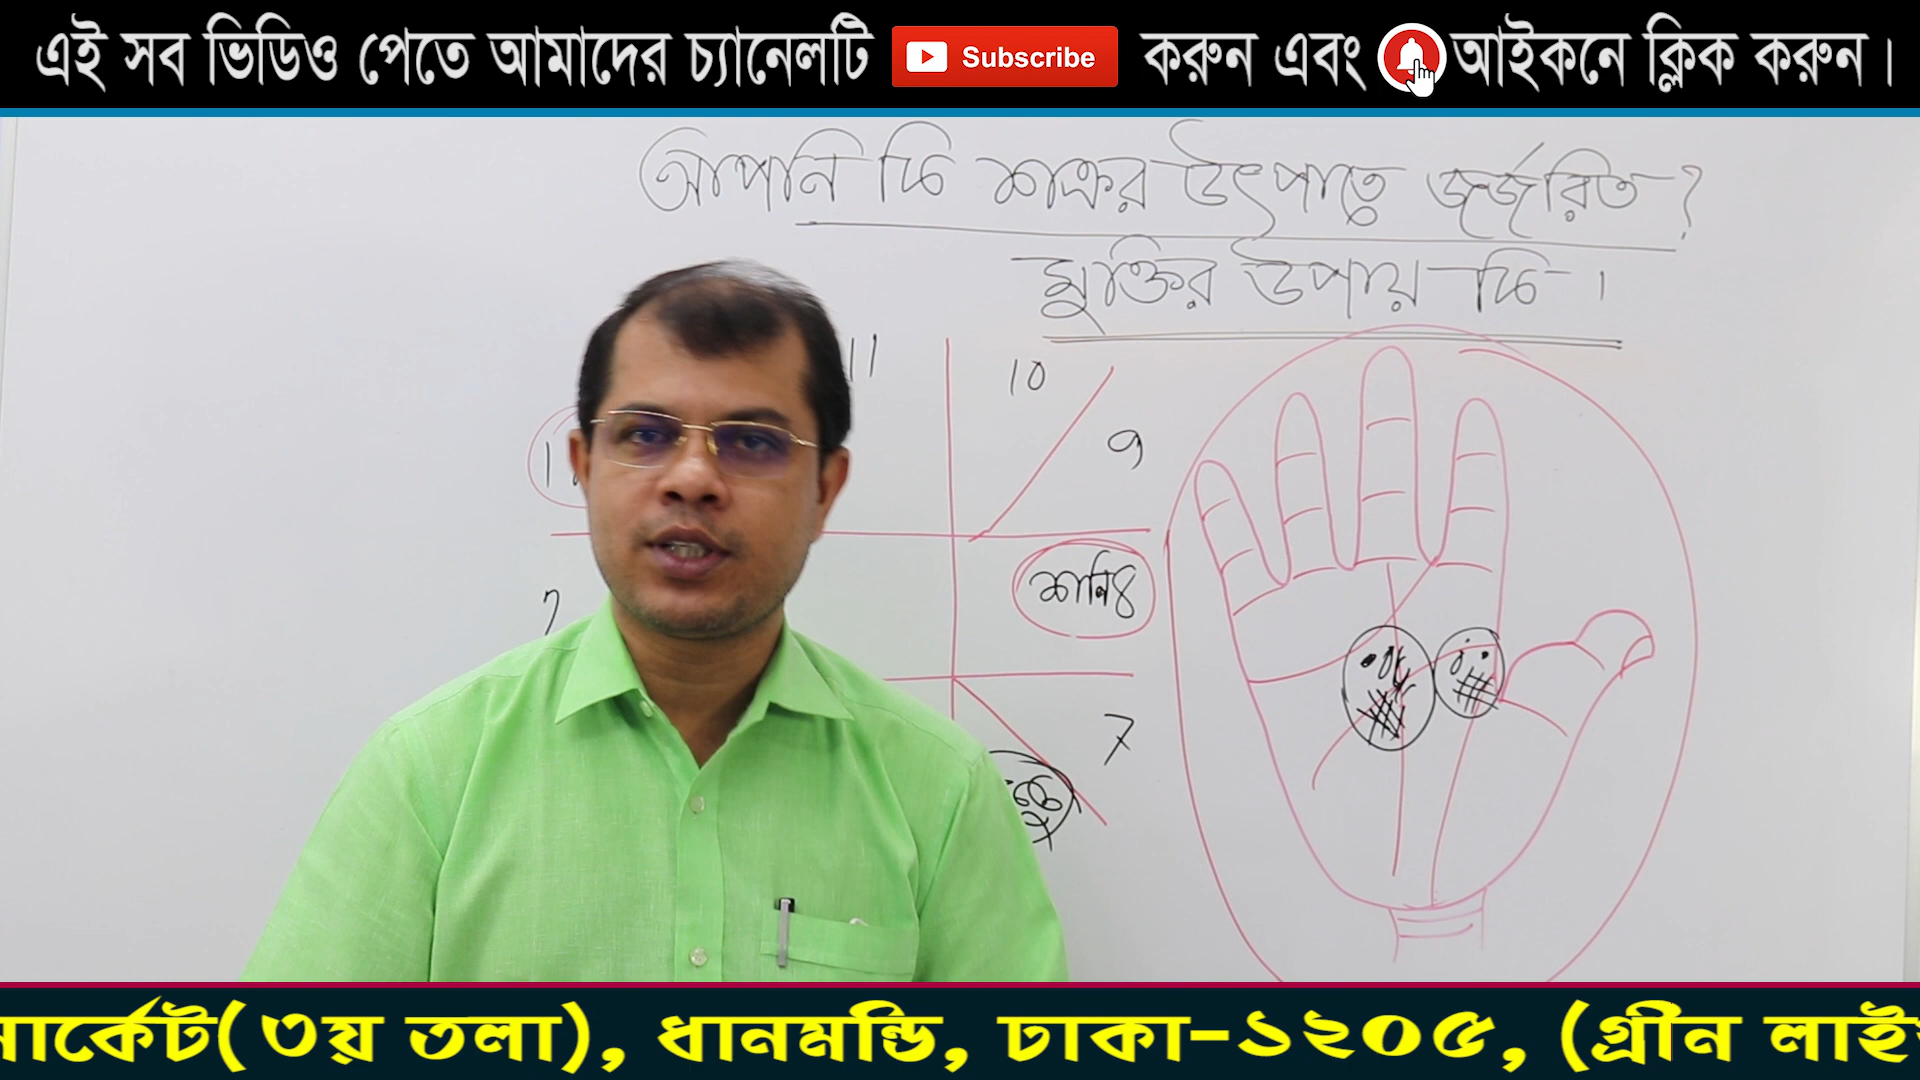 এই সব ভিডিও পেতে আমাদের চ্যানেলটি Subscribe করুন এবং আইকনে ক্লিক করুন।
আপনি কি শত্রুর উৎপাতে জর্জরিত?
মুক্তির উপায় কি।
11
10
9
শনি ৪
7
মার্কেট(৩য় তলা), ধানমন্ডি, ঢাকা-১২০৫, (গ্রীন